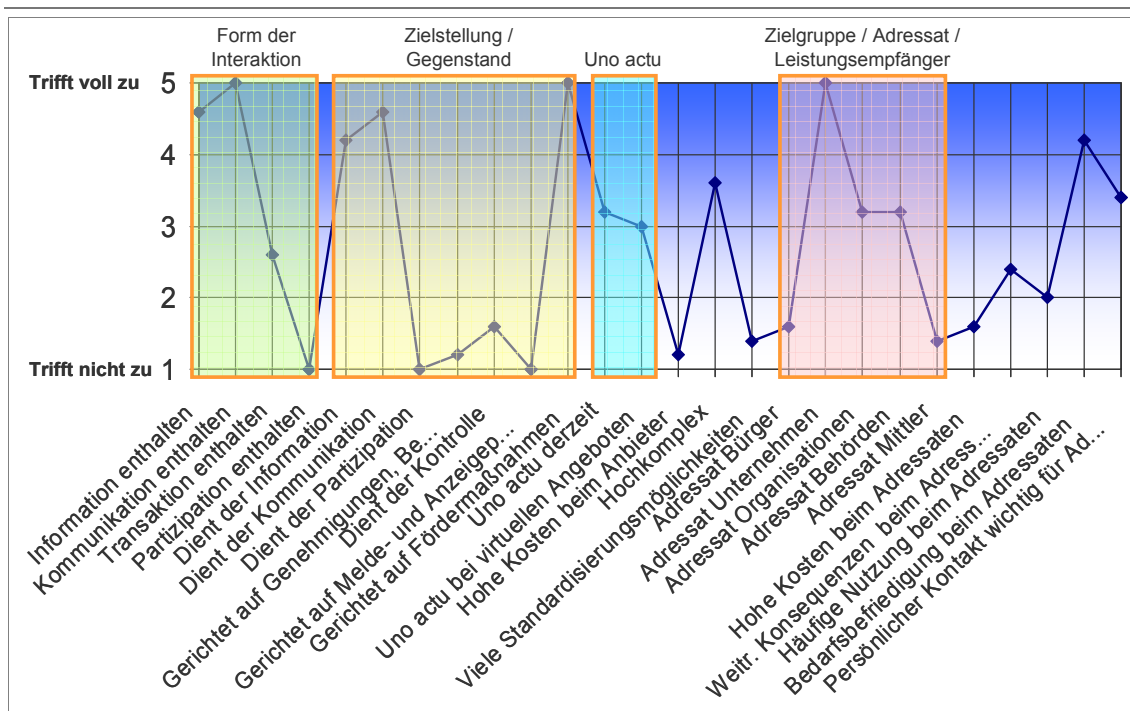 Form der
Interaktion
Zielstellung /
Gegenstand
Uno actu
Zielgruppe / Adressat /
Leistungsempfänger
Trifft voll zu
5
4
3
2
1
Trifft nicht zu
Information enthalten
Kommunikation enthalten
Transaktion enthalten
Partizipation enthalten
Dient der Information
Dient der Kommunikation
Dient der Partizipation
Gerichtet auf Genehmigungen, Be...
Dient der Kontrolle
Gerichtet auf Melde- und Anzeigep...
Gerichtet auf Fördermaßnahmen
Uno actu derzeit
Uno actu bei virtuellen Angeboten
Hohe Kosten beim Anbieter
Hochkomplex
Viele Standardisierungsmöglichkeiten
Adressat Bürger
Adressat Unternehmen
Adressat Organisationen
Adressat Behörden
Adressat Mittler
Hohe Kosten beim Adressaten
Weitr. Konsequenzen beim Adress...
Häufige Nutzung beim Adressaten
Bedarfsbefriedigung beim Adressaten
Persönlicher Kontakt wichtig für Ad...